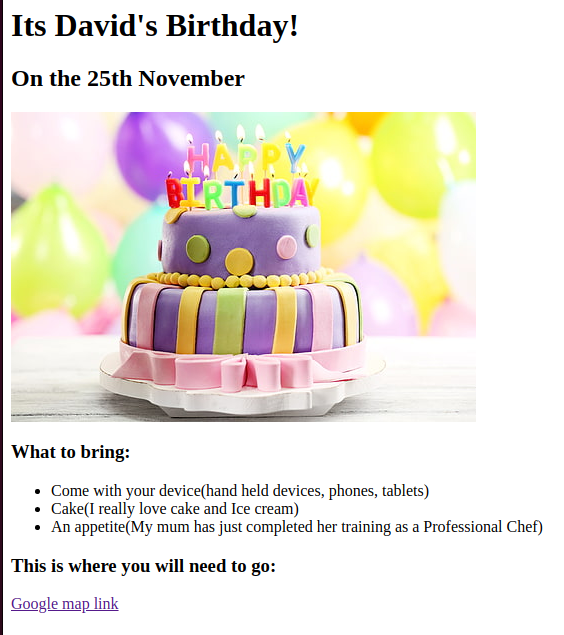 Its David's Birthday!
On the 25th November
HAPPY
BIRTHDAY
What to bring:
Come with your device(hand held devices, phones, tablets)
Cake(I really love cake and Ice cream)
An appetite(My mum has just completed her training as a Professional Chef)
This is where you will need to go:
Google map link